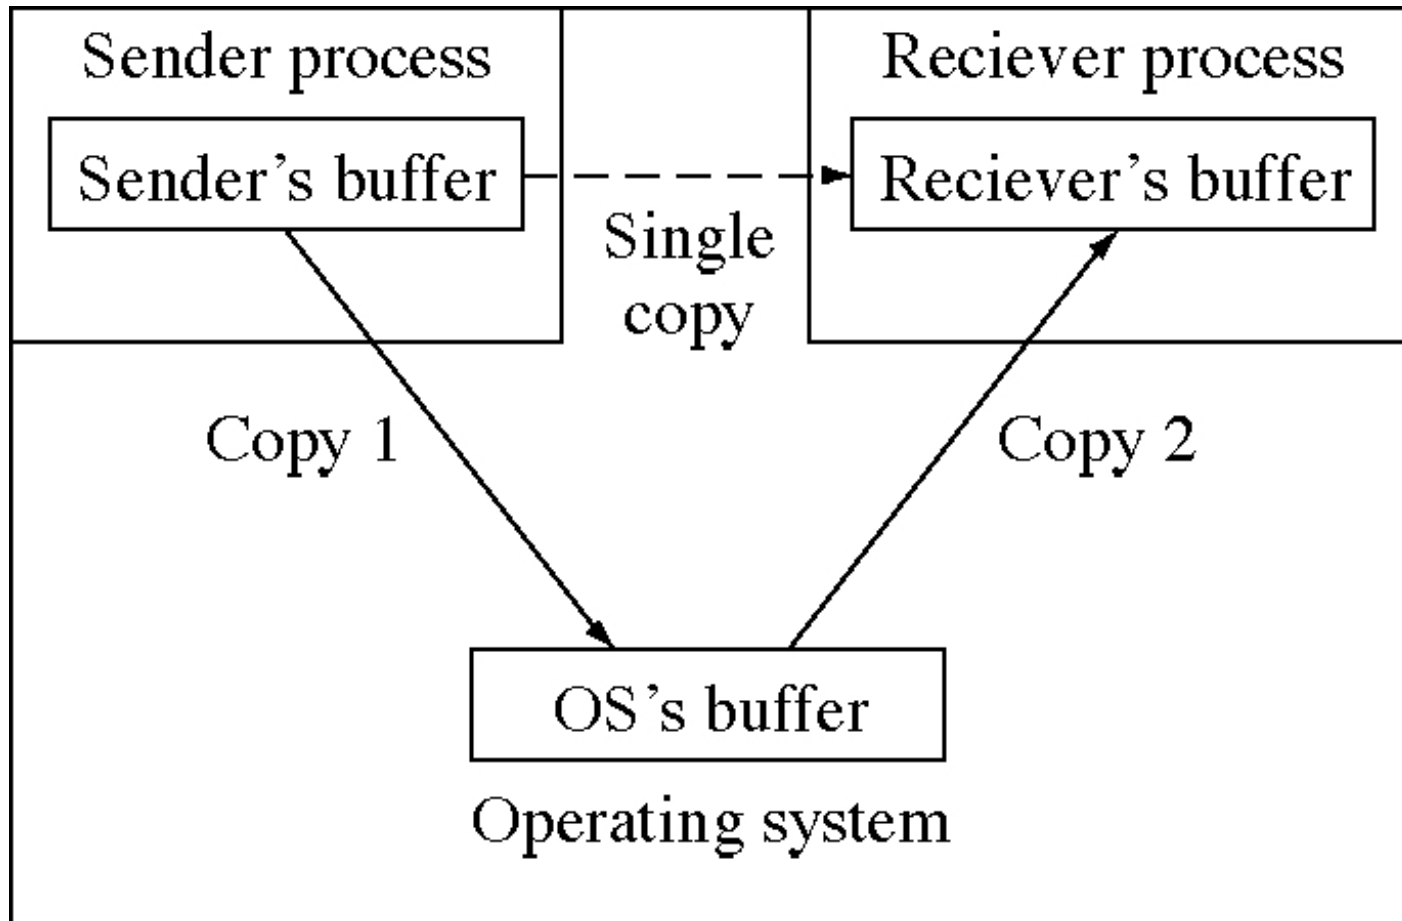 Sender process
Reciever process
Sender's buffer
Reciever's buffer
Single
copy
Copy 1
Copy 2
OS's buffer
Operating system